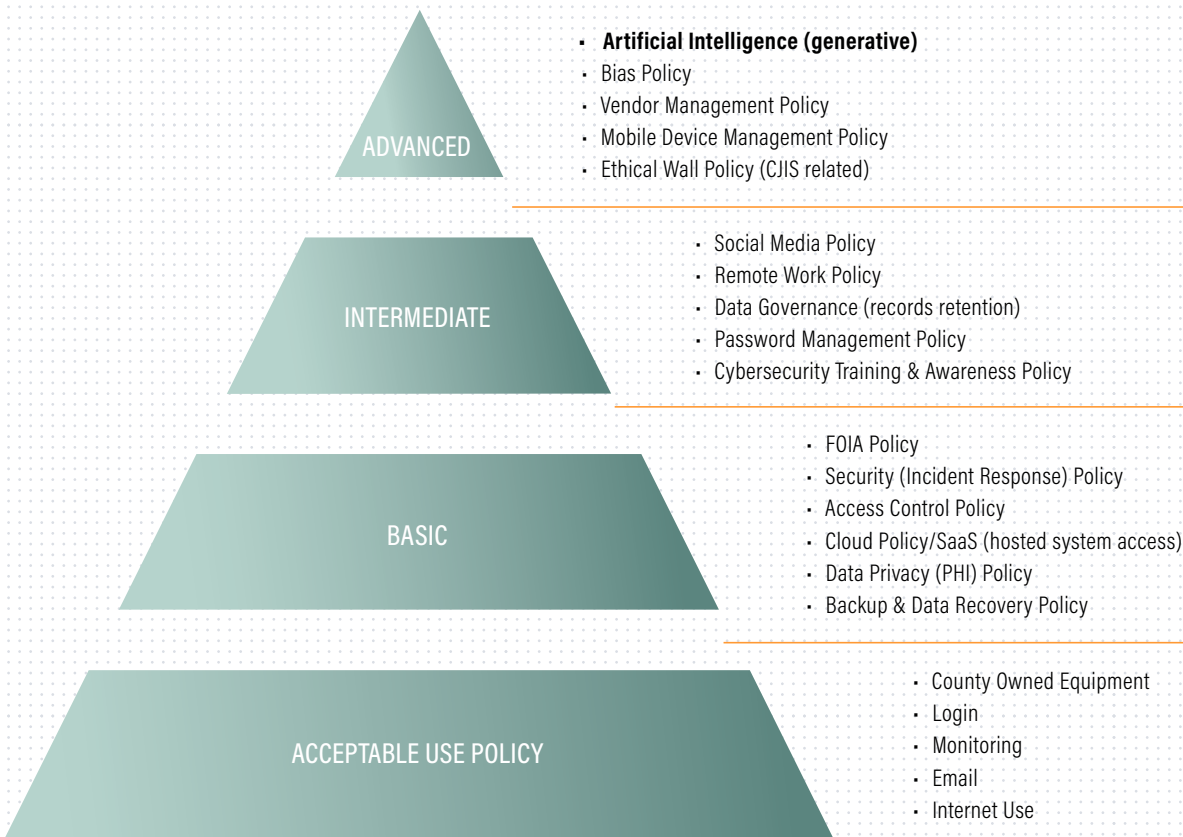 ▪ Artificial Intelligence (generative)
▪ Bias Policy
▪ Vendor Management Policy
▪ Mobile Device Management Policy
▪ Ethical Wall Policy (CJIS related)
ADVANCED
▪ Social Media Policy
▪ Remote Work Policy
▪ Data Governance (records retention)
▪ Password Management Policy
▪ Cybersecurity Training & Awareness Policy
INTERMEDIATE
▪ FOIA Policy
▪ Security (Incident Response) Policy
▪ Access Control Policy
▪ Cloud Policy/SaaS (hosted system access)
▪ Data Privacy (PHI) Policy
▪ Backup & Data Recovery Policy
BASIC
▪ County Owned Equipment
▪ Login
▪ Monitoring
▪ Email
▪ Internet Use
ACCEPTABLE USE POLICY